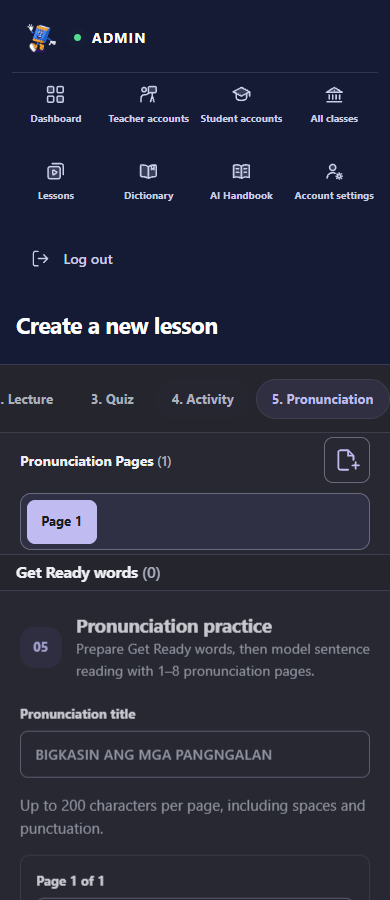 ADMIN
Dashboard
Teacher accounts
Student accounts
All classes
Lessons
Dictionary
AI Handbook
Account settings
Log out
Create a new lesson
. Lecture
3. Quiz
4. Activity
5. Pronunciation
Pronunciation Pages (1)
Page 1
Get Ready words (0)
05
Pronunciation practice
Prepare Get Ready words, then model sentence
reading with 1–8 pronunciation pages.
Pronunciation title
BIGKASIN ANG MGA PANGNGALAN
Up to 200 characters per page, including spaces and
punctuation.
Page 1 of 1